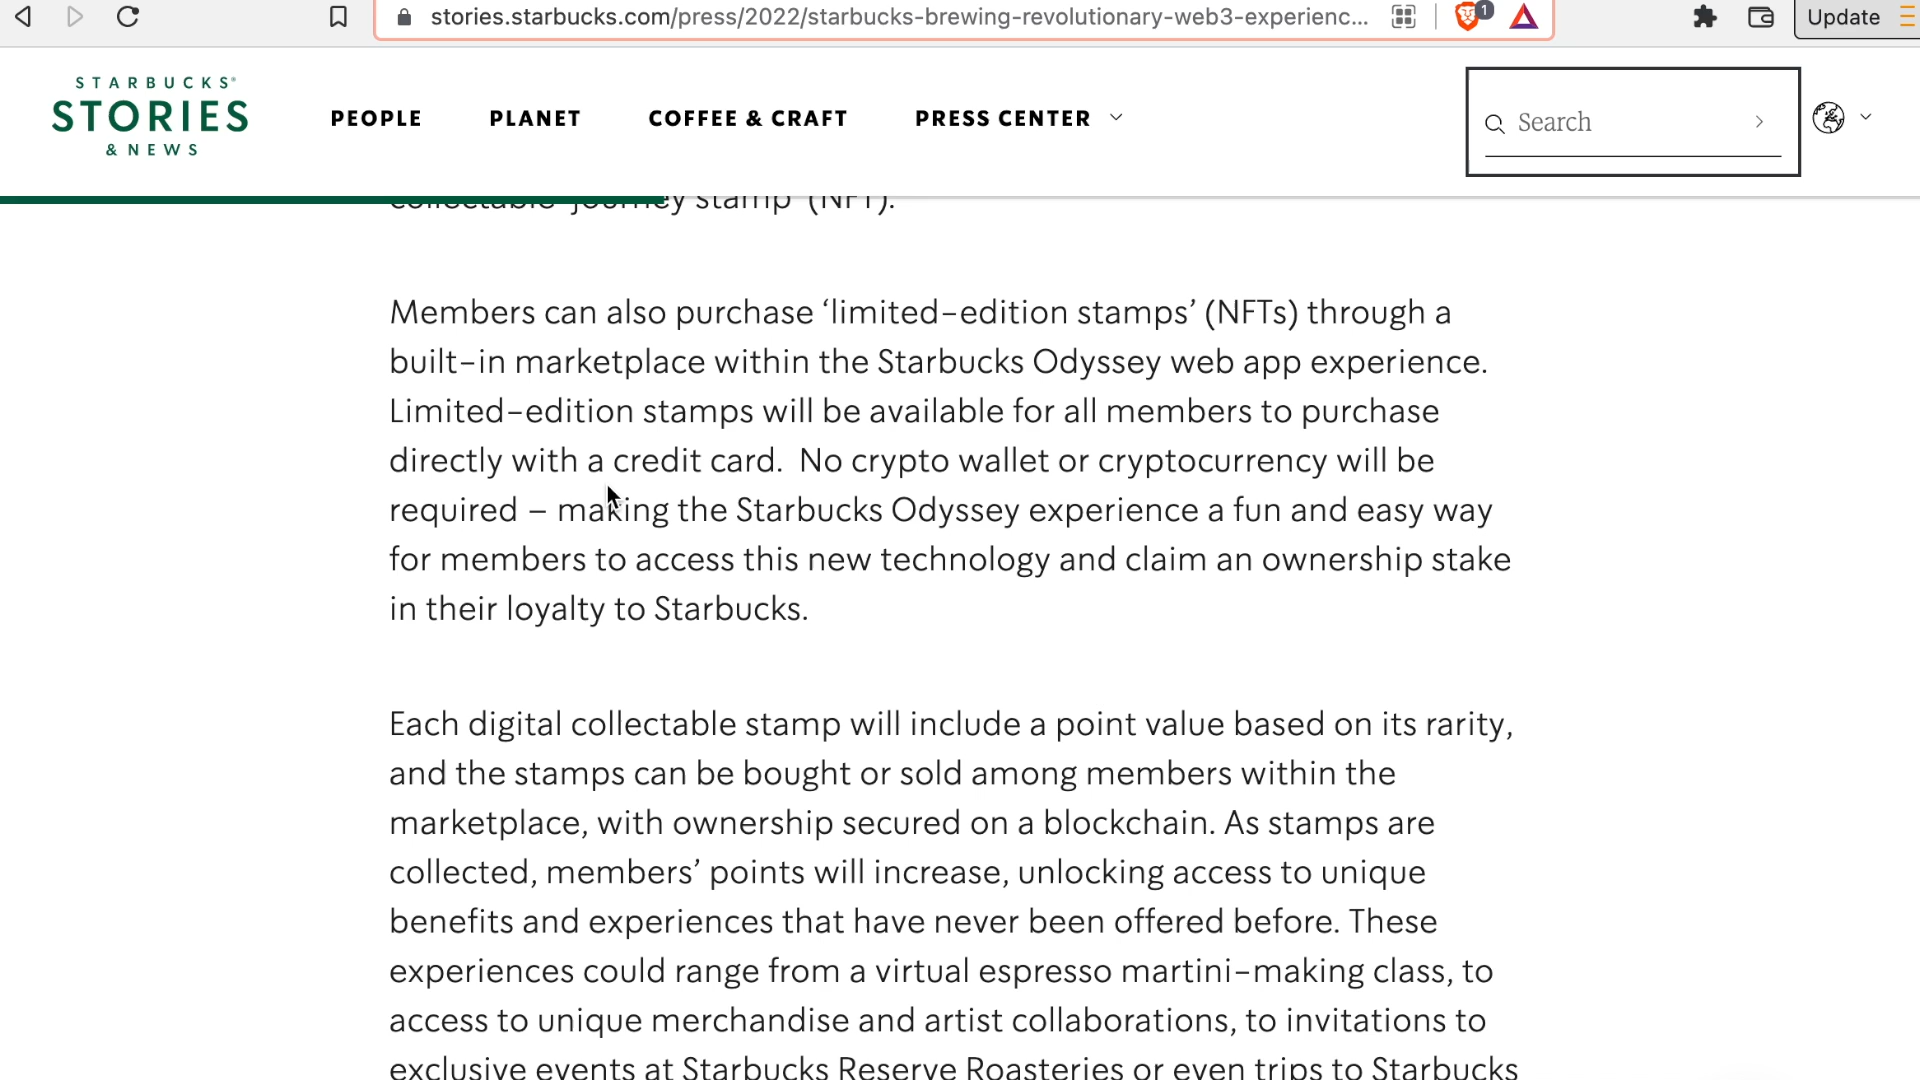 stories.starbucks.com/press/2022/starbucks-brewing-revolutionary-web3-experienc...
1
Update
STARBUCKS®
STORIES
& NEWS
PEOPLE
PLANET
COFFEE & CRAFT
PRESS CENTER
Search
collectable ‘journey stamp’ (NFT).
Members can also purchase ‘limited-edition stamps’ (NFTs) through a
built-in marketplace within the Starbucks Odyssey web app experience.
Limited-edition stamps will be available for all members to purchase
directly with a credit card.  No crypto wallet or cryptocurrency will be
required – making the Starbucks Odyssey experience a fun and easy way
for members to access this new technology and claim an ownership stake
in their loyalty to Starbucks.
Each digital collectable stamp will include a point value based on its rarity,
and the stamps can be bought or sold among members within the
marketplace, with ownership secured on a blockchain. As stamps are
collected, members’ points will increase, unlocking access to unique
benefits and experiences that have never been offered before. These
experiences could range from a virtual espresso martini-making class, to
access to unique merchandise and artist collaborations, to invitations to
exclusive events at Starbucks Reserve Roasteries or even trips to Starbucks